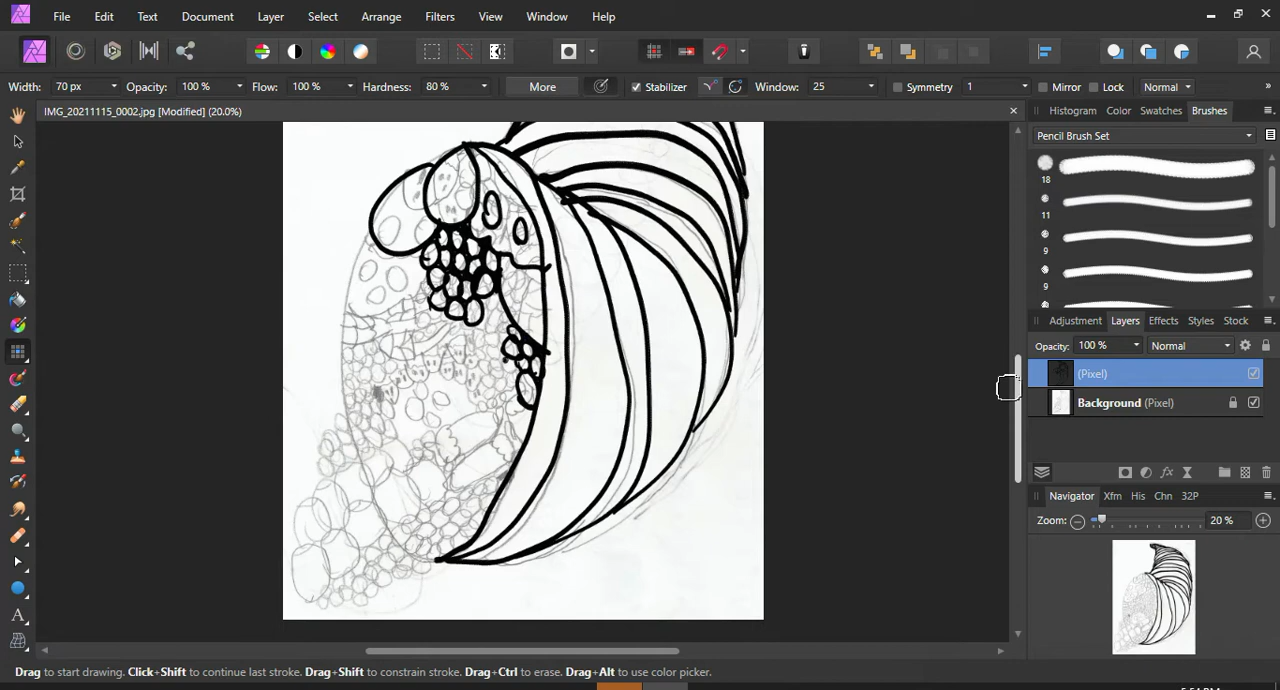 File Edit Text Document Layer Select Arrange Filters View Window Help
Width: 70 px Opacity: 100 % Flow: 100 % Hardness: 80 % More Stabilizer Window: 25 Symmetry 1 Mirror Lock Normal
IMG_20211115_0002.jpg [Modified] (20.0%)
Histogram Color Swatches Brushes
Pencil Brush Set
18
11
9
9
Adjustment Layers Effects Styles Stock
Opacity: 100 % Normal
(Pixel)
Background (Pixel)
Navigator Xfm His Chn 32P
Zoom: 20 %
A
Drag to start drawing. Click+Shift to continue last stroke. Drag+Shift to constrain stroke. Drag+Ctrl to erase. Drag+Alt to use color picker.